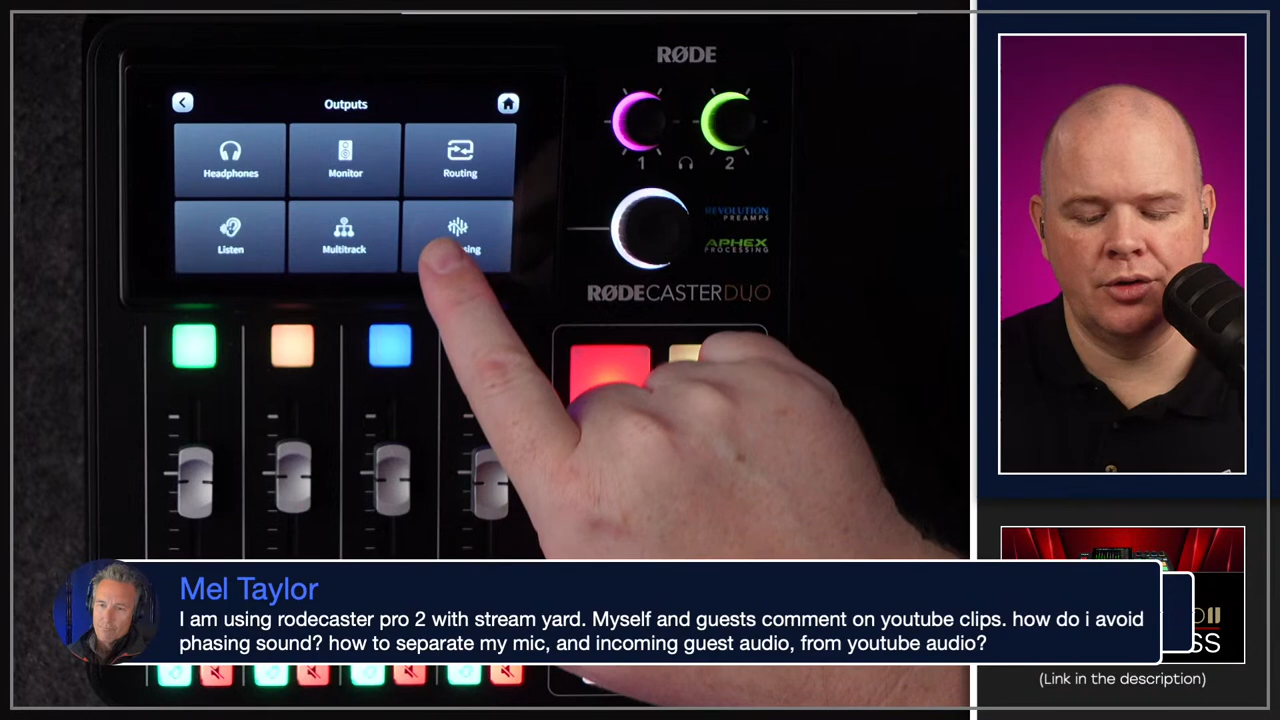 RØDE
Outputs
Headphones
Monitor
Routing
Listen
Multitrack
1
2
REVOLUTION
PREAMPS
APHEX
PROCESSING
RØDECASTERDUO
Mel Taylor
I am using rodecaster pro 2 with stream yard. Myself and guests comment on youtube clips. how do i avoid
phasing sound? how to separate my mic, and incoming guest audio, from youtube audio?
(Link in the description)